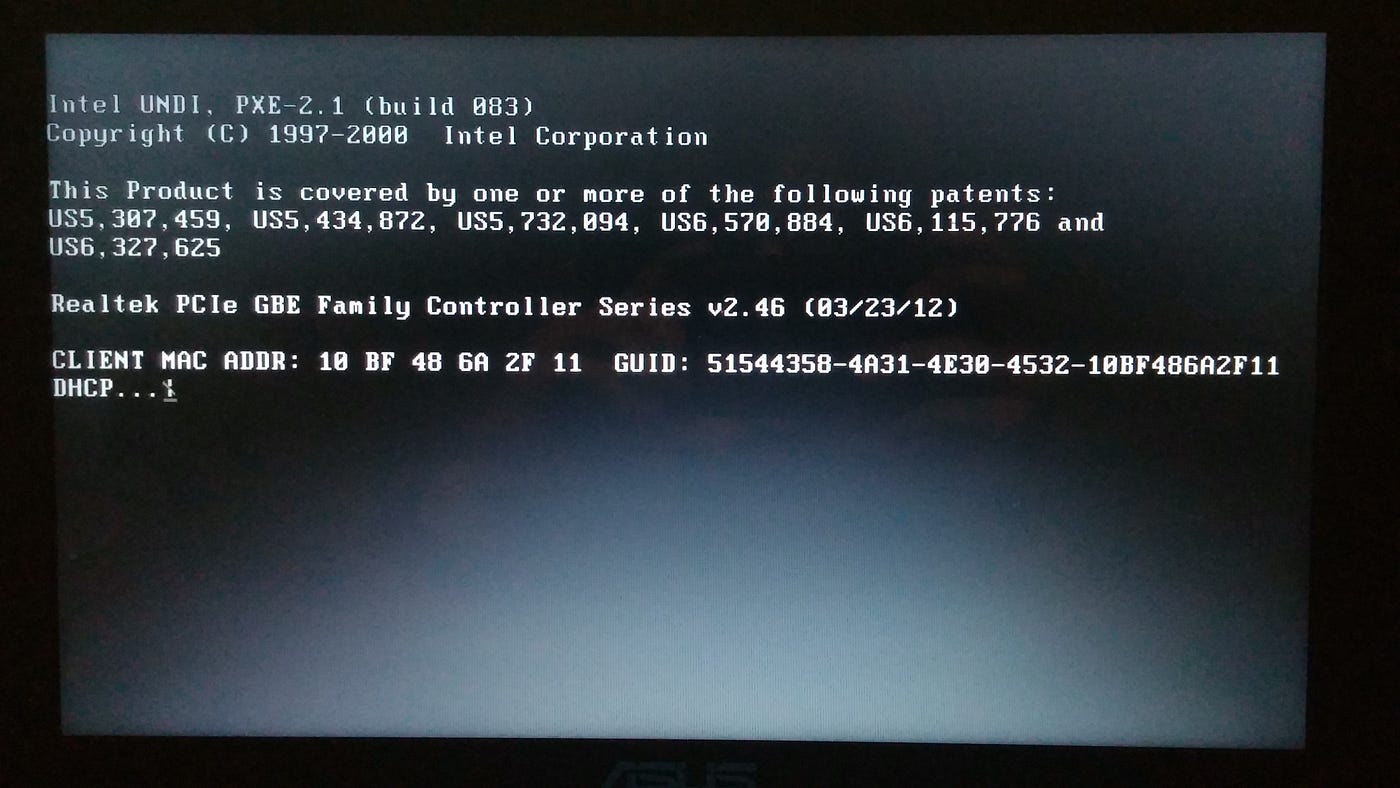 Intel UNDI, PXE-2.1 (build 083)
Copyright (C) 1997-2000  Intel Corporation
This Product is covered by one or more of the following patents:
US5,307,459, US5,434,872, US5,732,094, US6,570,884, US6,115,776 and
US6,327,625
Realtek PCIe GBE Family Controller Series v2.46 (03/23/12)
CLIENT MAC ADDR: 10 BF 48 6A 2F 11  GUID: 51544358-4A31-4E30-4532-10BF486A2F11
DHCP...
ASUS